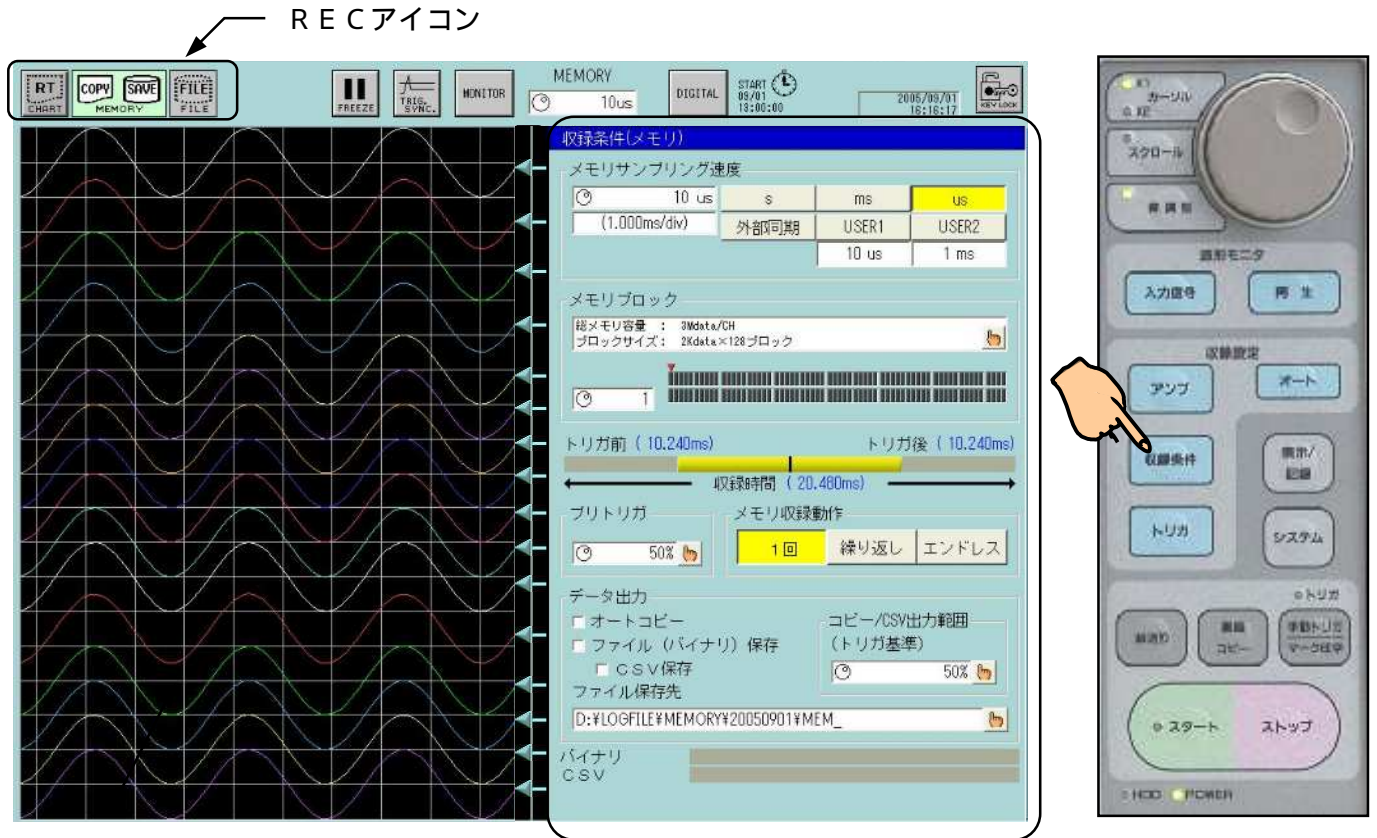 RECアイコン
RT
CHART
COPY
SAVE
MEMORY
FILE
FILE
FREEZE
TRIG.
SYNC.
MONITOR
MEMORY
10us
DIGITAL
START
09/01
13:00:00
2005/09/01
16:16:17
KEY LOCK
収録条件(メモリ)
メモリサンプリング速度
10 us
s
ms
us
(1.000ms/div)
外部同期
USER1
USER2
10 us
1 ms
メモリブロック
総メモリ容量 : 3Mdata/CH
ブロックサイズ: 2Kdata×128ブロック
1
トリガ前 ( 10.240ms)
トリガ後 ( 10.240ms)
収録時間 ( 20.480ms)
プリトリガ
メモリ収録動作
50%
1回
繰り返し
エンドレス
データ出力
オートコピー
コピー/CSV出力範囲
ファイル (バイナリ) 保存
(トリガ基準)
CSV保存
50%
ファイル保存先
D:¥LOGFILE¥MEMORY¥20050901¥MEM_
バイナリ
CSV
カーソル
スクロール
波形モニタ
入力信号
再 生
収録設定
アンプ
オート
収録条件
表示/
記録
トリガ
システム
トリガ
紙送り
画面
コピー
手動トリガ
マーク印字
スタート
ストップ
HDD
POWER